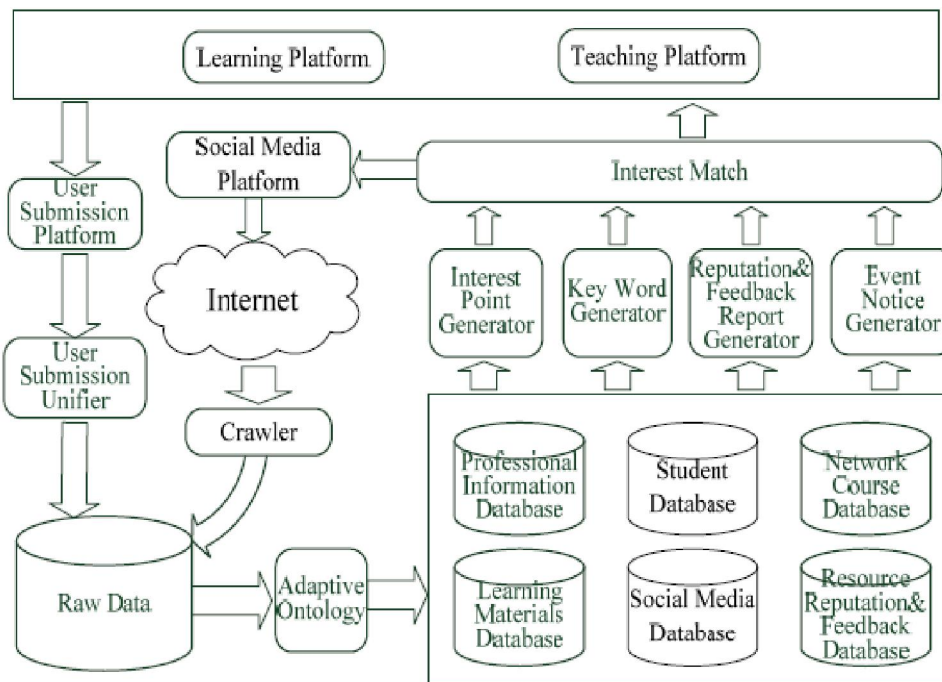 Learning Platform
Teaching Platform
Social Media
Platform
Interest Match
User
Submission
Platform
Internet
Interest
Point
Generator
Key Word
Generator
Reputation&
Feedback
Report
Generator
Event
Notice
Generator
User
Submission
Unifier
Crawler
Professional
Information
Database
Student
Database
Network
Course
Database
Raw Data
Adaptive
Ontology
Learning
Materials
Database
Social Media
Database
Resource
Reputation&
Feedback
Database